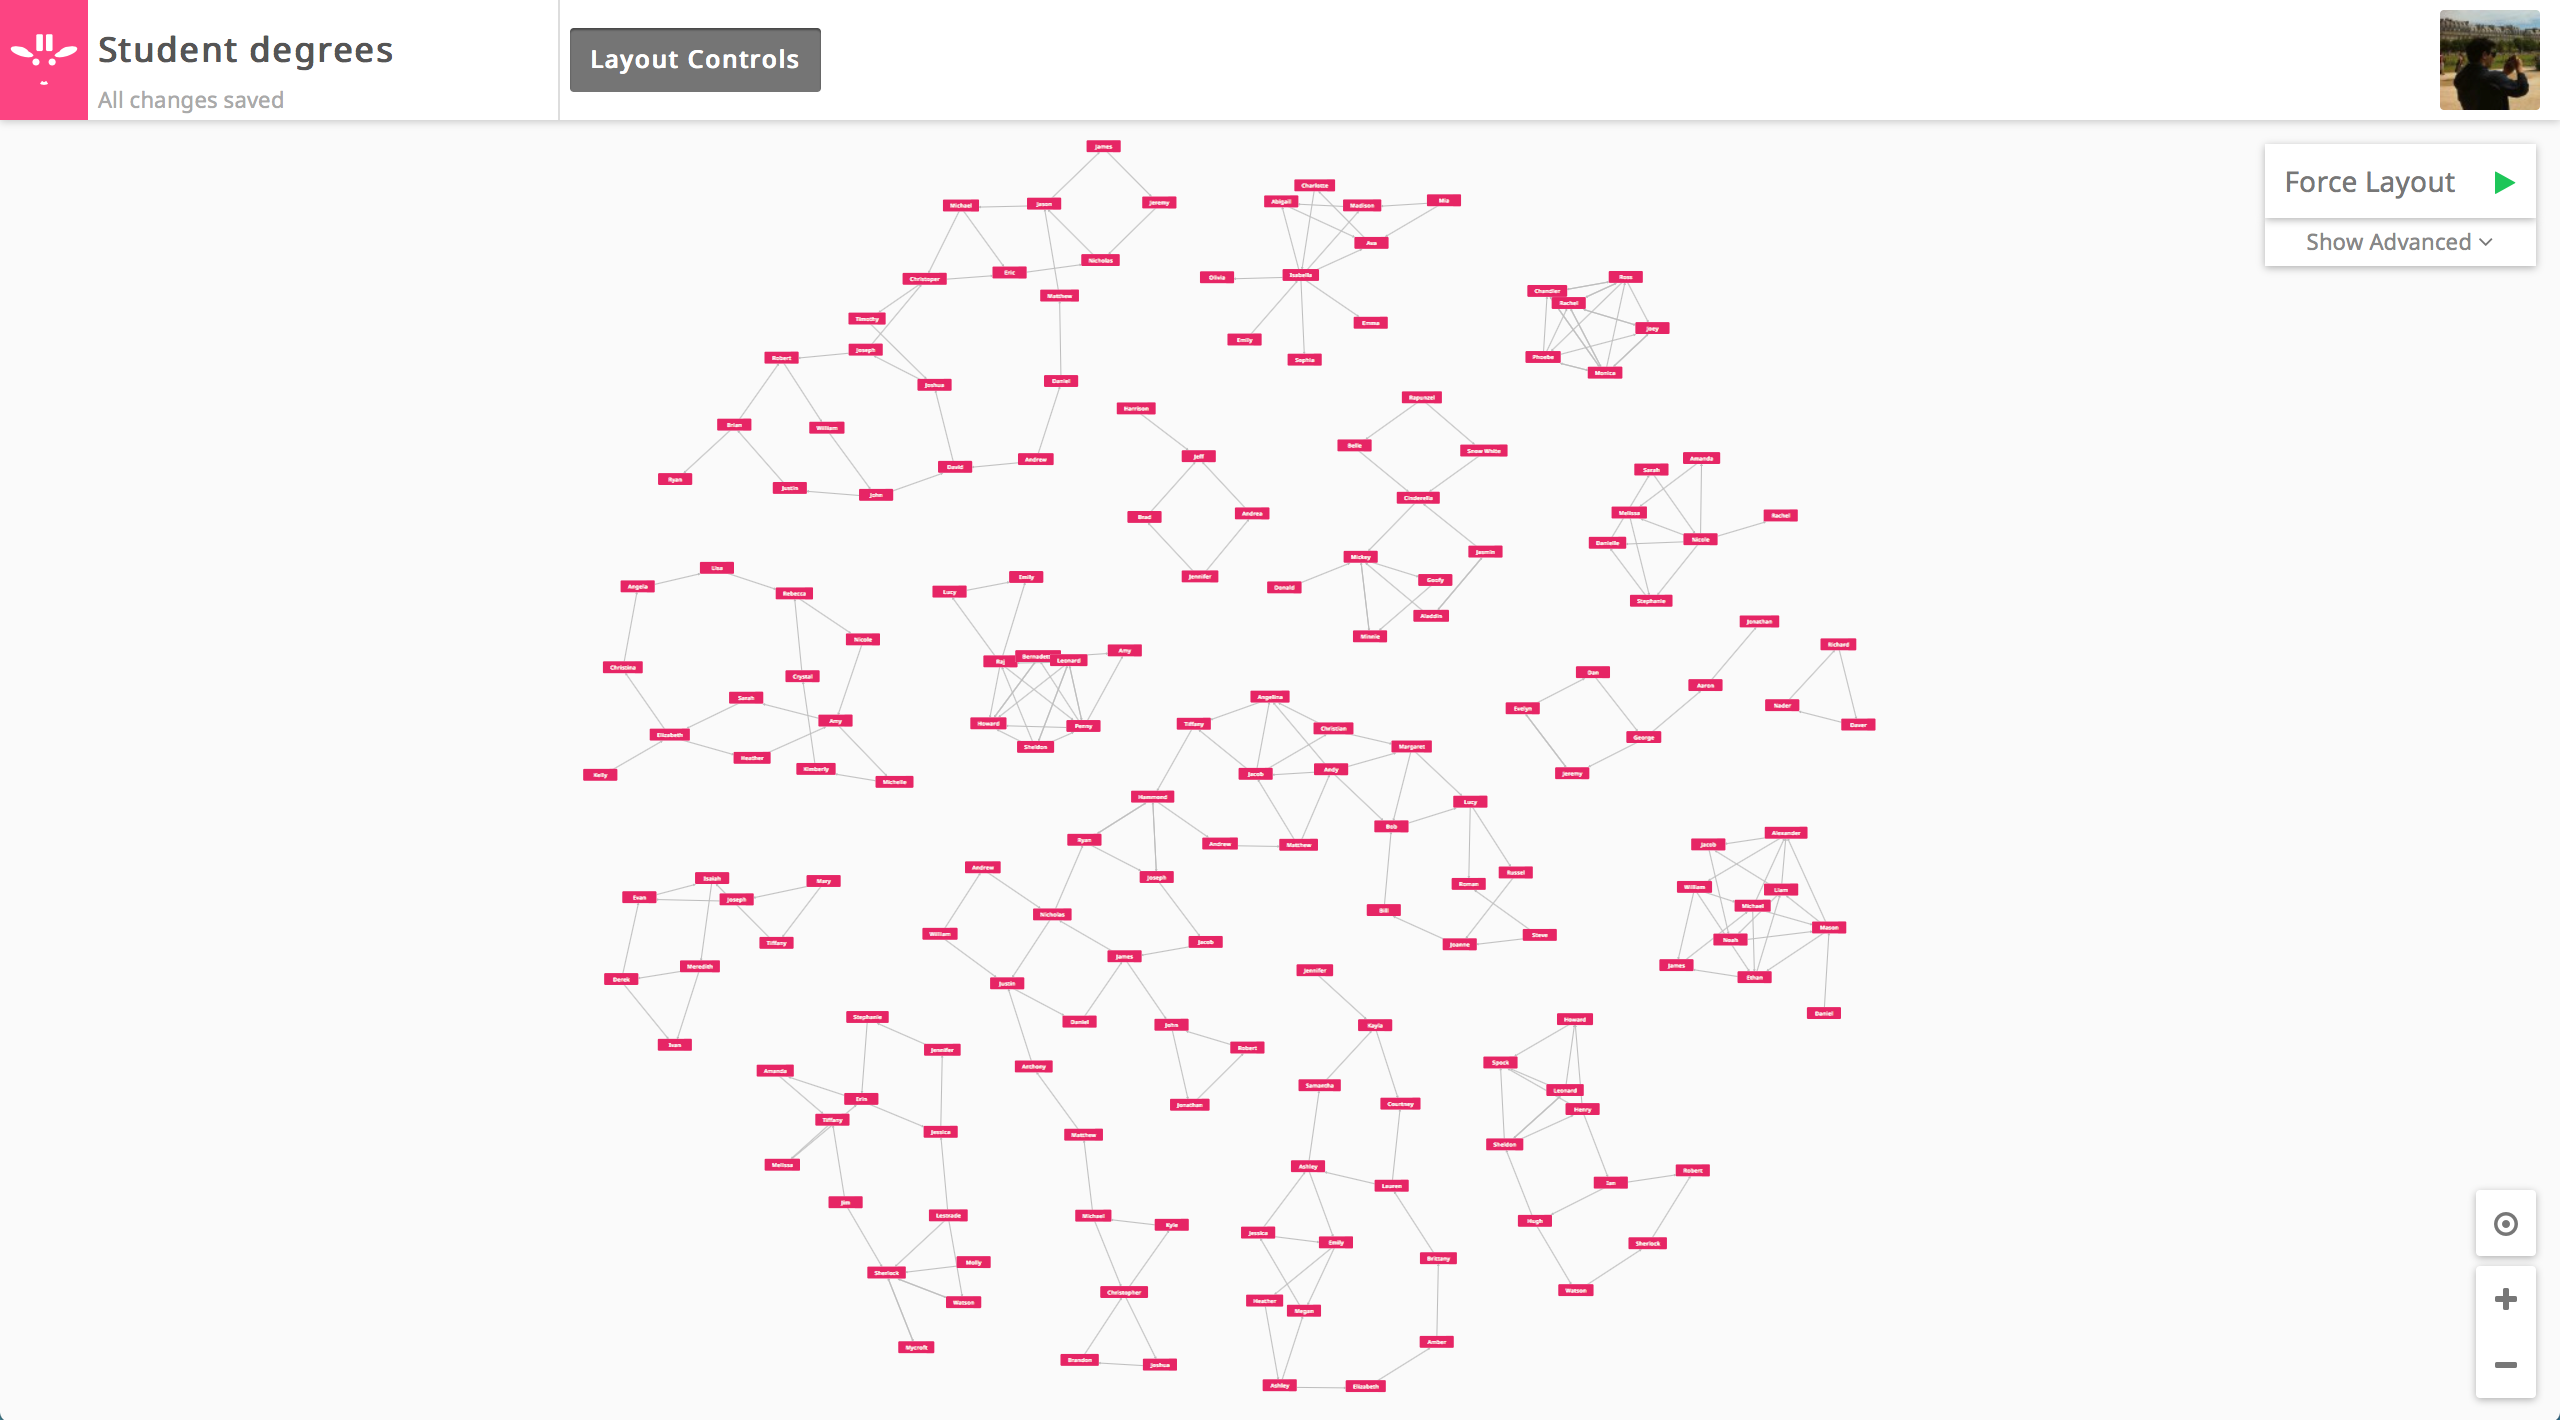 Student degrees
All changes saved
Layout Controls
Force Layout
Show Advanced
James
Michael
Jason
Jeremy
Nicholas
Eric
Christoper
Matthew
Timothy
Joseph
Robert
Joshua
Daniel
Brian
William
Andrew
David
Ryan
Justin
John
Charlotte
Abigail
Madison
Mia
Ava
Isabella
Olivia
Emma
Emily
Sophia
Ross
Chandler
Rachel
Joey
Phoebe
Monica
Harrison
Jeff
Brad
Andrea
Jennifer
Rapunzel
Belle
Snow White
Cinderella
Mickey
Jasmin
Donald
Goofy
Aladdin
Minnie
Amanda
Sarah
Melissa
Rachel
Danielle
Nicole
Stephanie
Lisa
Angela
Rebecca
Nicole
Christina
Crystal
Sarah
Amy
Elizabeth
Heather
Kimberly
Kelly
Michelle
Emily
Lucy
Amy
Raj
Bernadett
Leonard
Howard
Penny
Sheldon
Jonathan
Richard
Dan
Aaron
Evelyn
Nader
George
Jeremy
Angelina
Tiffany
Christian
Margaret
Jacob
Andy
Hammond
Lucy
Bob
Ryan
Andrew
Matthew
Joseph
Andrew
Russel
Roman
Bill
Nicholas
William
Steve
Jacob
Joanne
James
Justin
Daniel
John
Robert
Anthony
Jonathan
Matthew
Michael
Kyle
Christopher
Brandon
Joshua
Alexander
Jacob
William
Liam
Michael
Mason
Noah
James
Ethan
Daniel
Isaiah
Mary
Evan
Joseph
Tiffany
Meredith
Derek
Stephanie
Jennifer
Amanda
Erin
Tiffany
Jessica
Melissa
Jim
Lestrade
Molly
Sherlock
Watson
Mycroft
Jennifer
Kayla
Samantha
Courtney
Ashley
Lauren
Jessica
Emily
Brittany
Heather
Megan
Amber
Ashley
Elizabeth
Howard
Spock
Leonard
Henry
Sheldon
Robert
Ian
Hugh
Sherlock
Watson